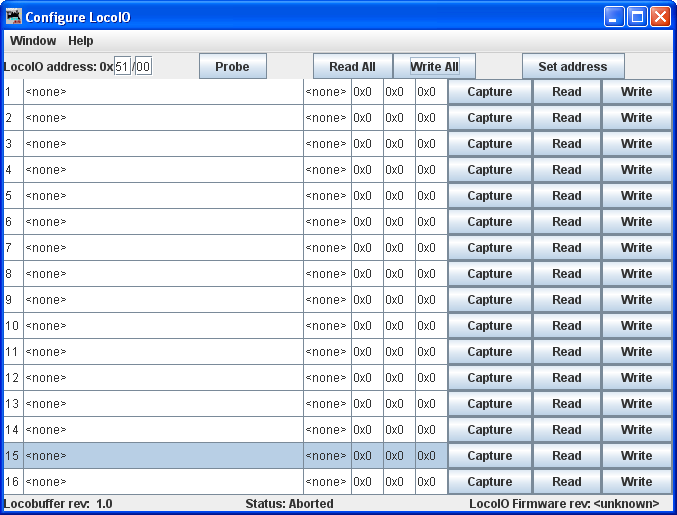 Configure LocoIO
Window Help
LocoIO address: 0x 51 / 00 Probe Read All Write All Set address
1 <none> <none> 0x0 0x0 0x0 Capture Read Write
2 <none> <none> 0x0 0x0 0x0 Capture Read Write
3 <none> <none> 0x0 0x0 0x0 Capture Read Write
4 <none> <none> 0x0 0x0 0x0 Capture Read Write
5 <none> <none> 0x0 0x0 0x0 Capture Read Write
6 <none> <none> 0x0 0x0 0x0 Capture Read Write
7 <none> <none> 0x0 0x0 0x0 Capture Read Write
8 <none> <none> 0x0 0x0 0x0 Capture Read Write
9 <none> <none> 0x0 0x0 0x0 Capture Read Write
10 <none> <none> 0x0 0x0 0x0 Capture Read Write
11 <none> <none> 0x0 0x0 0x0 Capture Read Write
12 <none> <none> 0x0 0x0 0x0 Capture Read Write
13 <none> <none> 0x0 0x0 0x0 Capture Read Write
14 <none> <none> 0x0 0x0 0x0 Capture Read Write
15 <none> <none> 0x0 0x0 0x0 Capture Read Write
16 <none> <none> 0x0 0x0 0x0 Capture Read Write
Locobuffer rev: 1.0 Status: Aborted LocoIO Firmware rev: <unknown>